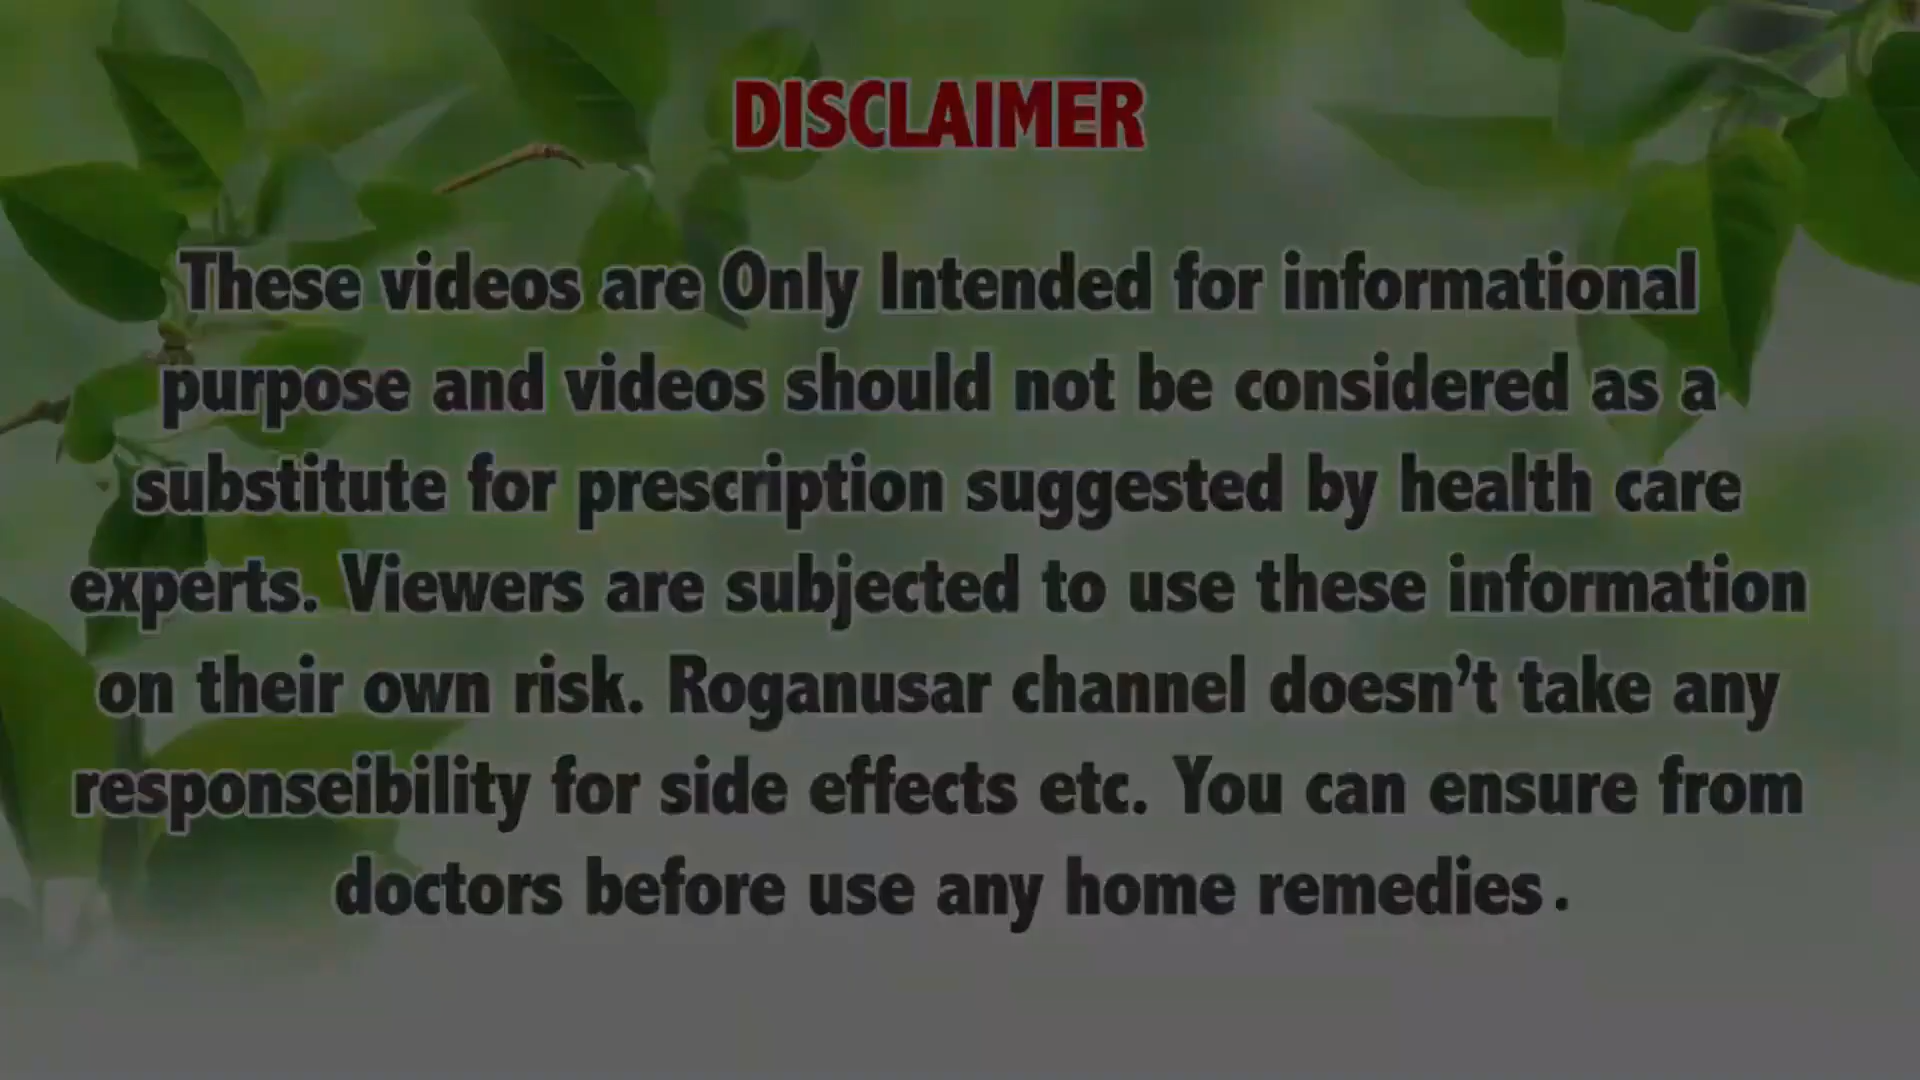 DISCLAIMER
These videos are Only Intended for informational
purpose and videos should not be considered as a
substitute for prescription suggested by health care
experts. Viewers are subjected to use these information
on their own risk. Roganusar channel doesn’t take any
responseibility for side effects etc. You can ensure from
doctors before use any home remedies .